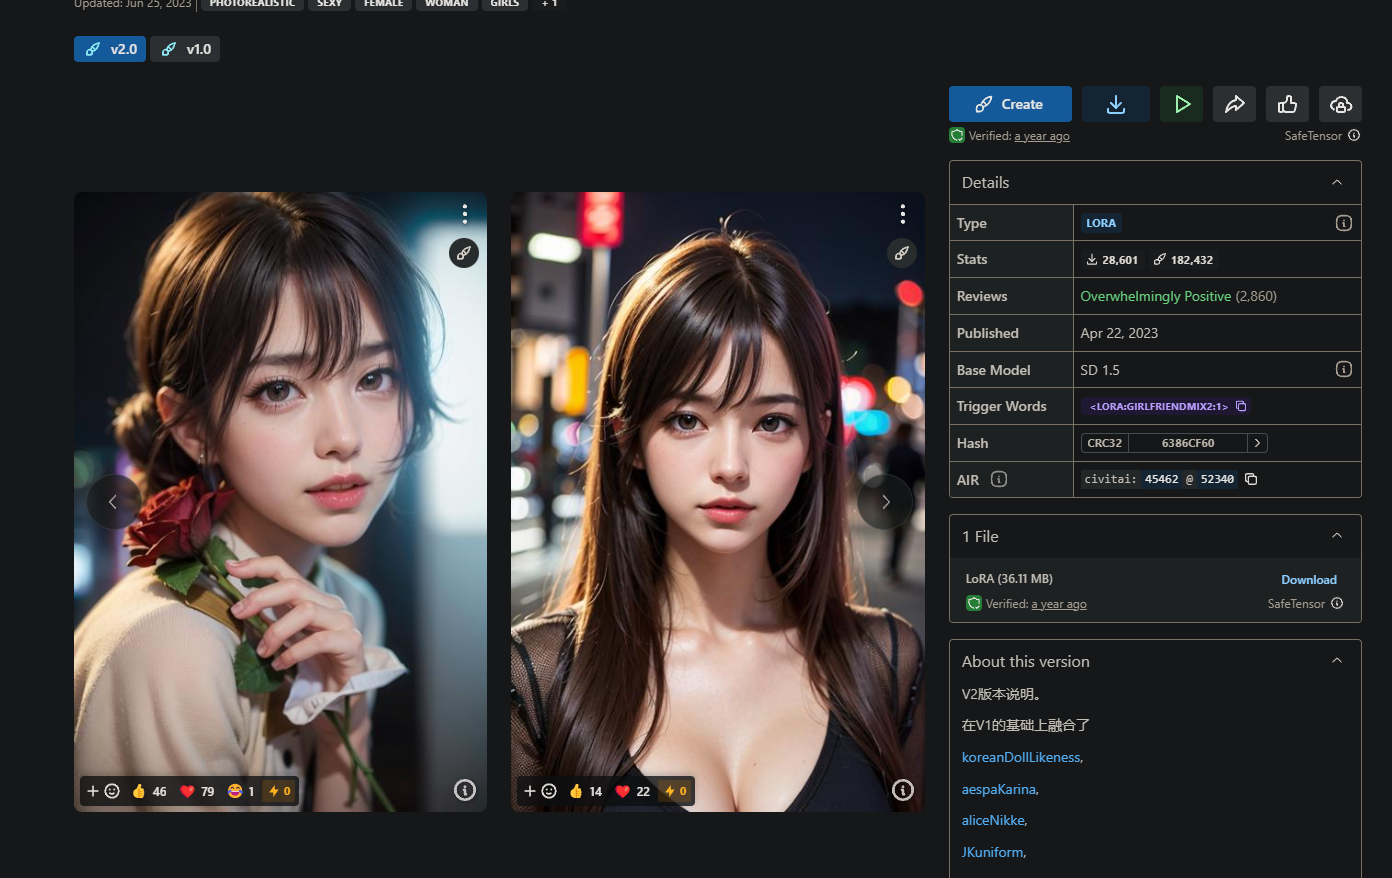 Updated: Jun 25, 2023
PHOTOREALISTIC SEXY FEMALE WOMAN GIRLS + 1
v2.0 v1.0
Create
Verified: a year ago SafeTensor
Details
Type LORA
Stats 28,601 182,432
Reviews Overwhelmingly Positive (2,860)
Published Apr 22, 2023
Base Model SD 1.5
Trigger Words <LORA:GIRLFRIENDMIX2:1>
Hash CRC32 6386CF60
AIR civitai: 45462 @ 52340
1 File
LoRA (36.11 MB) Download
Verified: a year ago SafeTensor
About this version
V2版本说明。
在V1的基础上融合了
koreanDollLikeness,
aespaKarina,
aliceNikke,
JKuniform,
46 79 1 0
14 22 0